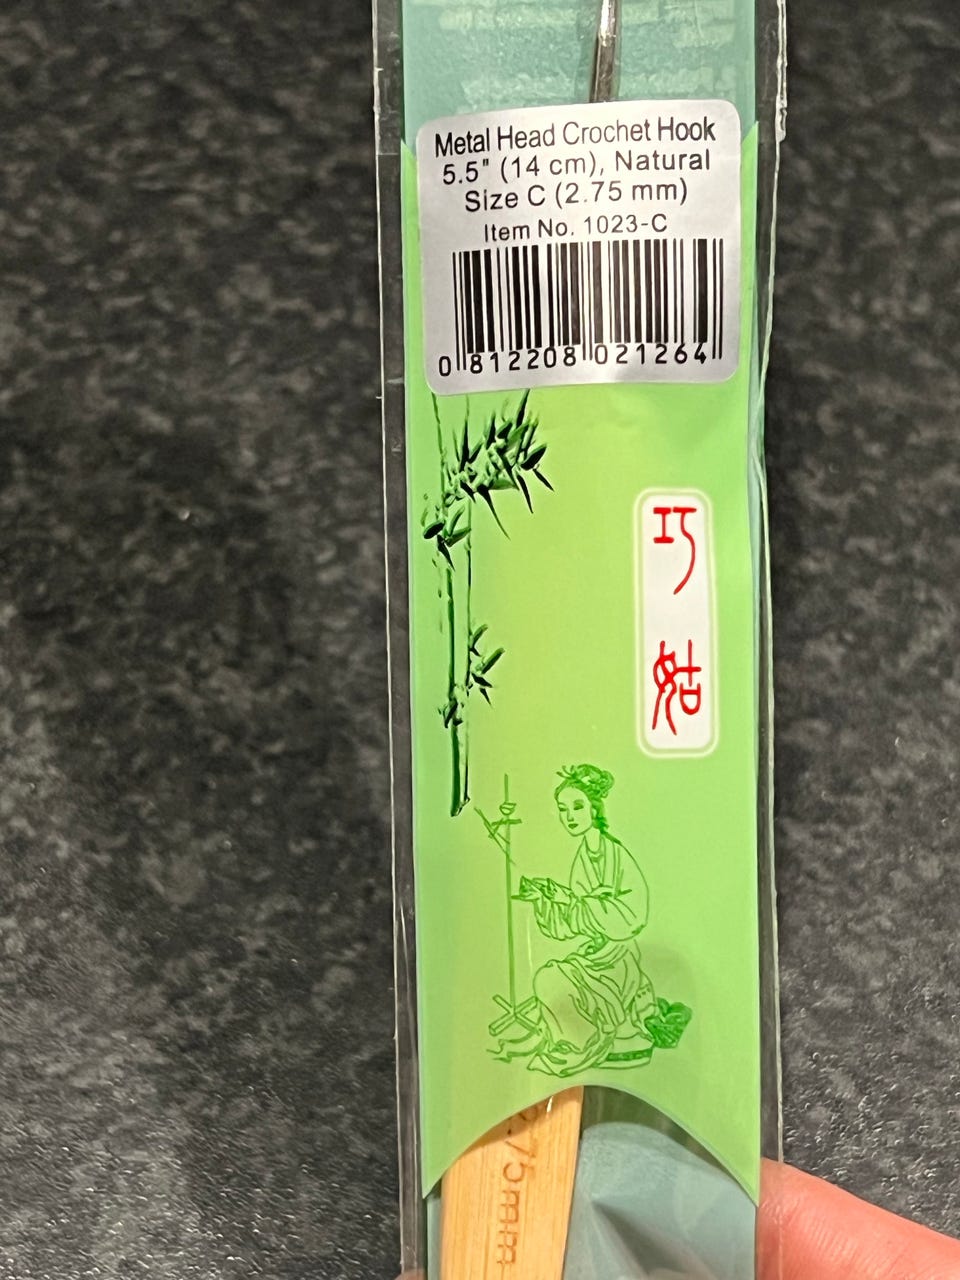 Metal Head Crochet Hook
5.5" (14 cm), Natural
Size C (2.75 mm)
Item No. 1023-C
0 812208 021264
巧姑
2.75mm